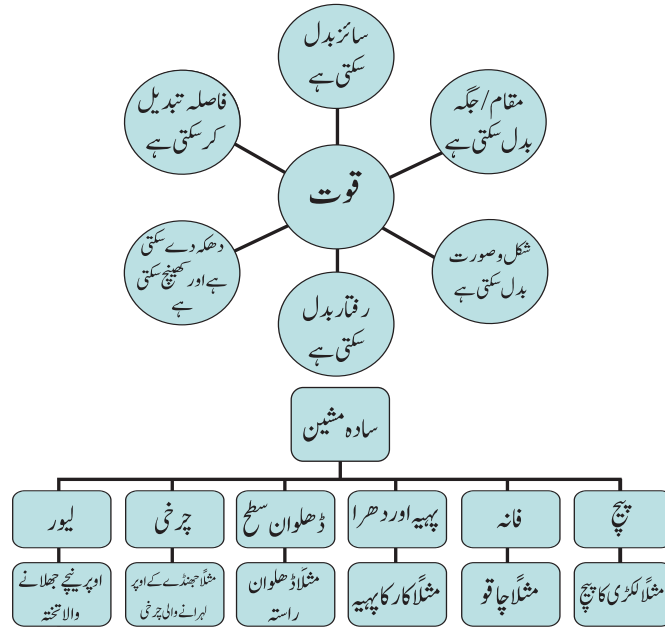 سائز بدل
سکتی ہے
مقام/جگہ
بدل سکتی ہے
فاصلہ تبدیل
کر سکتی ہے
قوت
شکل و صورت
بدل سکتی ہے
دھکہ دے سکتی
ہے اور کھینچ سکتی
ہے
رفتار بدل
سکتی ہے
سادہ مشین
پیچ
فانہ
پہیہ اور دھرا
ڈھلوان سطح
چرخی
لیور
مثلاً لکڑی کا پیچ
مثلاً چاقو
مثلاً کار کا پہیہ
مثلاً ڈھلوان
راستہ
مثلاً جھنڈے کے اوپر
لہرانے والی چرخی
اوپر نیچے جھلانے
والا تختہ